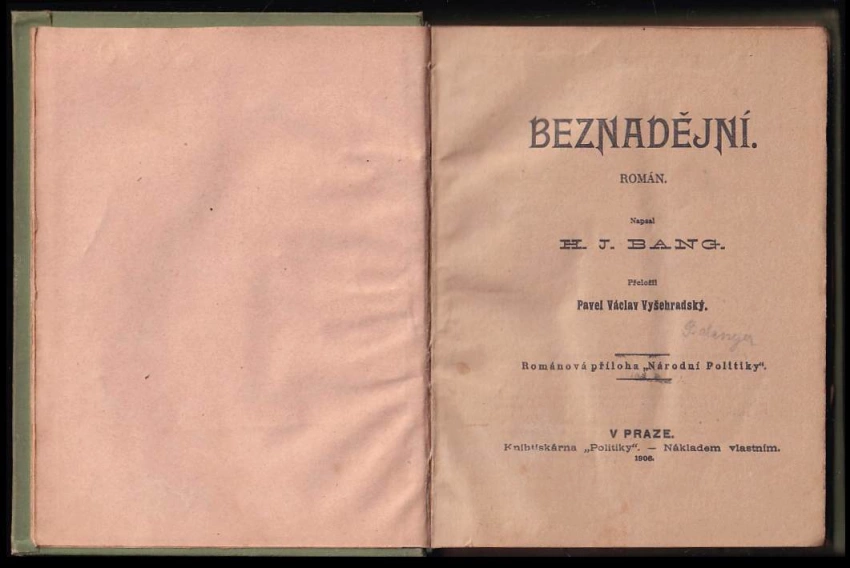 BEZNADĚJNÍ.
ROMÁN.
Napsal
H. J. BANG.
Přeložil
Pavel Václav Vyšehradský.
Románová příloha „Národní Politiky“.
V PRAZE.
Knihtiskárna „Politiky“. — Nákladem vlastním.
1906.